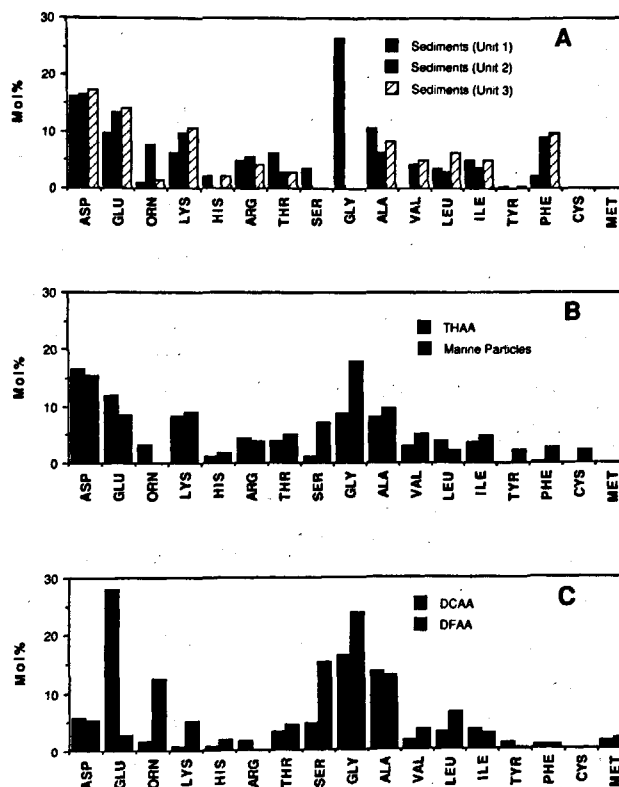 30
20
10
0
Mol%
A
Sediments (Unit 1)
Sediments (Unit 2)
Sediments (Unit 3)
ASP GLU ORN LYS HIS ARG THR SER GLY ALA VAL LEU ILE TYR PHE CYS MET
30
20
10
0
Mol%
B
THAA
Marine Particles
ASP GLU ORN LYS HIS ARG THR SER GLY ALA VAL LEU ILE TYR PHE CYS MET
30
20
10
0
Mol%
C
DCAA
DFAA
ASP GLU ORN LYS HIS ARG THR SER GLY ALA VAL LEU ILE TYR PHE CYS MET